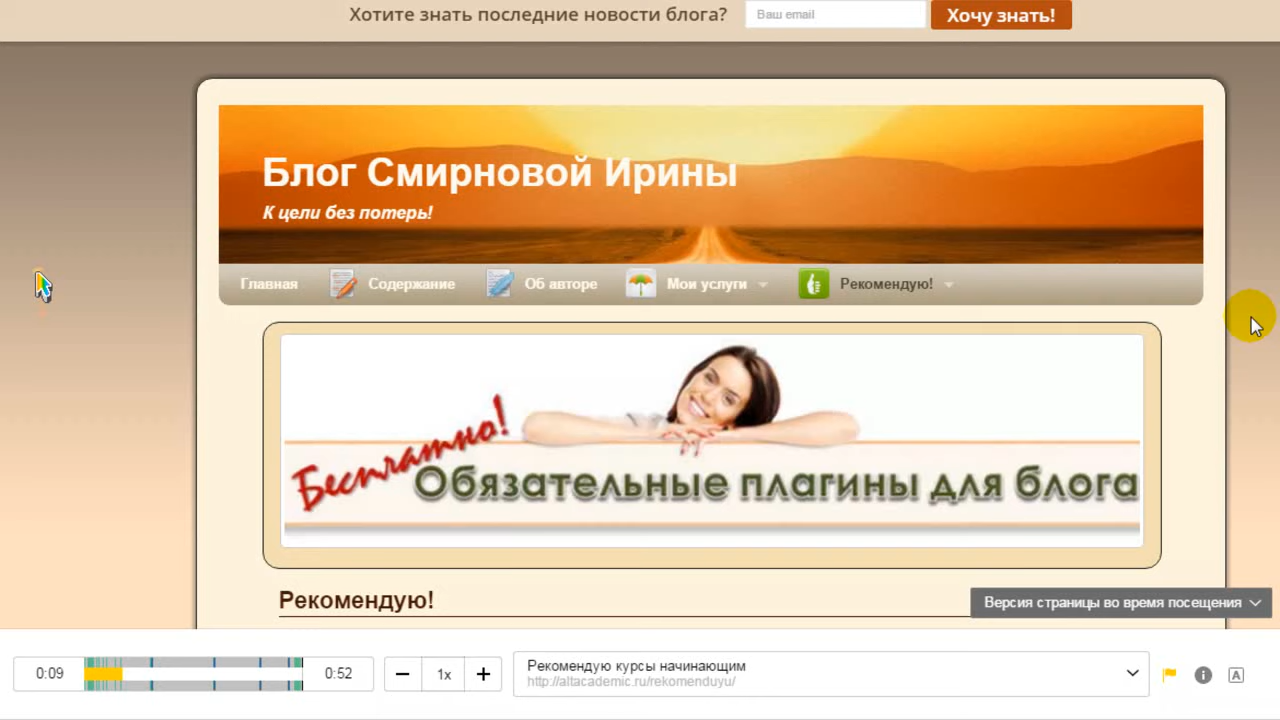 Хотите знать последние новости блога?
Ваш email
Хочу знать!
Блог Смирновой Ирины
К цели без потерь!
Главная
Содержание
Об авторе
Мои услуги
Рекомендую!
Бесплатно!
Обязательные плагины для блога
Рекомендую!
Версия страницы во время посещения
0:09
0:52
1x
Рекомендую курсы начинающим
http://altacademic.ru/rekomenduyu/
A